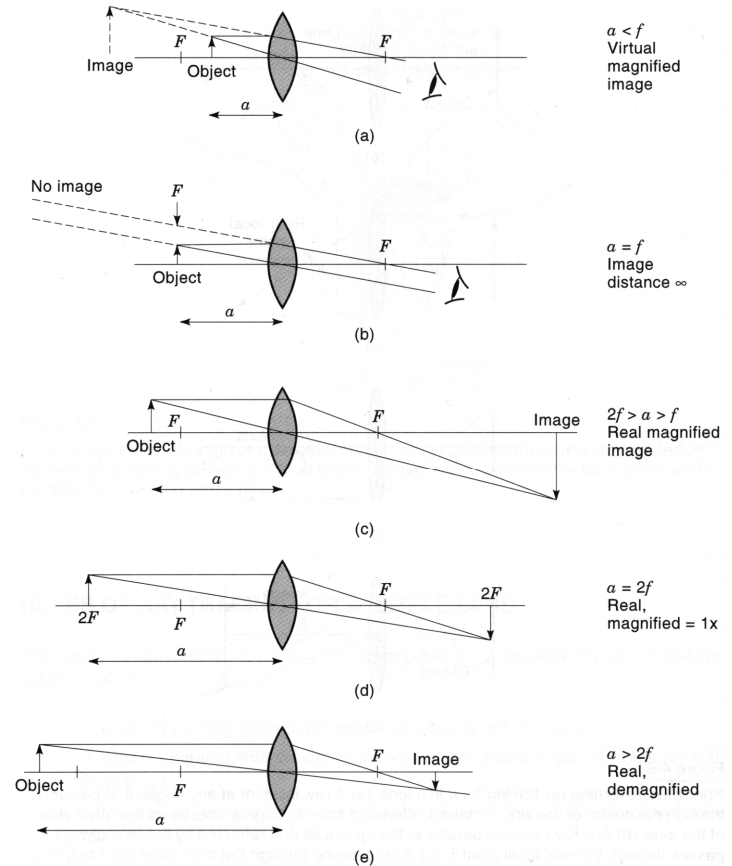 F
F
Image
Object
a
a < f
Virtual
magnified
image
(a)
No image
F
F
Object
a
a = f
Image
distance ∞
(b)
F
F
Image
Object
a
2f > a > f
Real magnified
image
(c)
F
2F
2F
F
a
a = 2f
Real,
magnified = 1x
(d)
F
Image
Object
F
a
a > 2f
Real,
demagnified
(e)